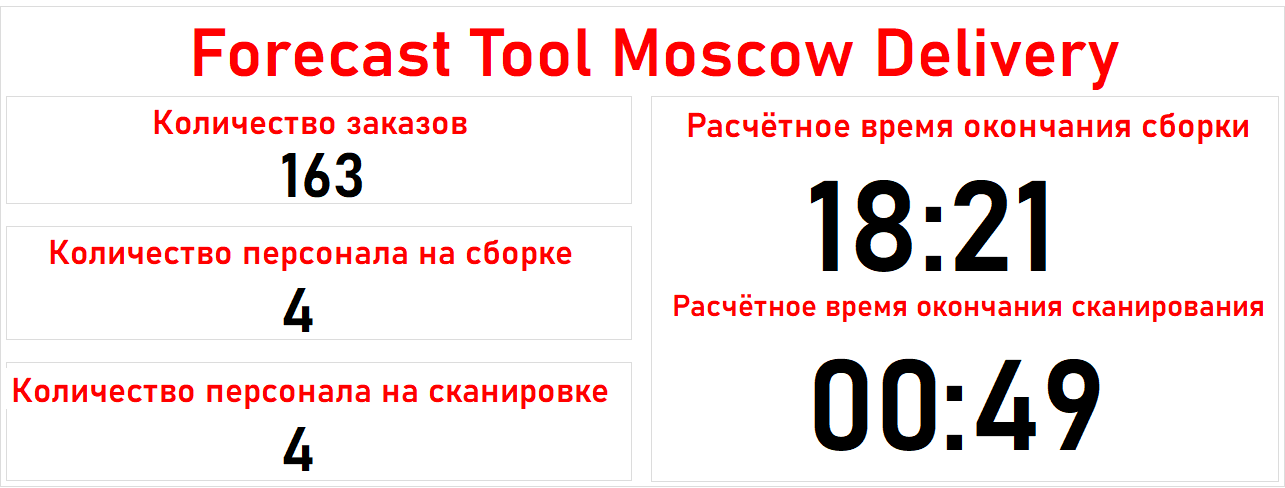 Forecast Tool Moscow Delivery
Количество заказов
163
Количество персонала на сборке
4
Количество персонала на сканировке
4
Расчётное время окончания сборки
18:21
Расчётное время окончания сканирования
00:49